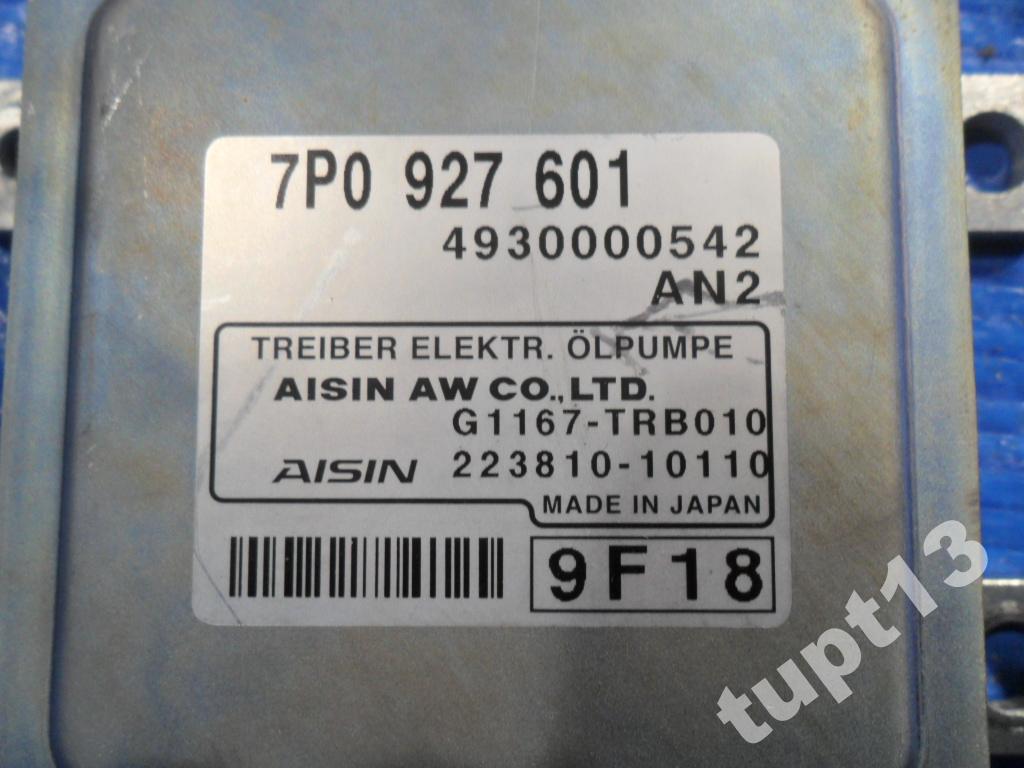 7P0 927 601
4930000542
AN2
TREIBER ELEKTR. ÖLPUMPE
AISIN AW CO.,LTD.
G1167-TRB010
AISIN 223810-10110
MADE IN JAPAN
9F18
tupt13